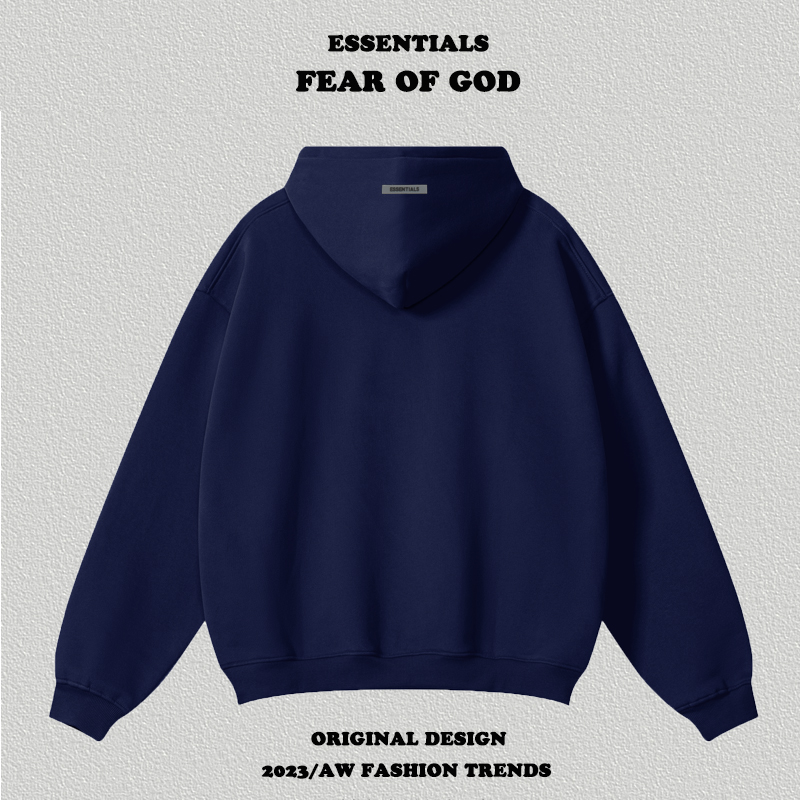 ESSENTIALS
FEAR OF GOD
ESSENTIALS
ORIGINAL DESIGN
2023/AW FASHION TRENDS